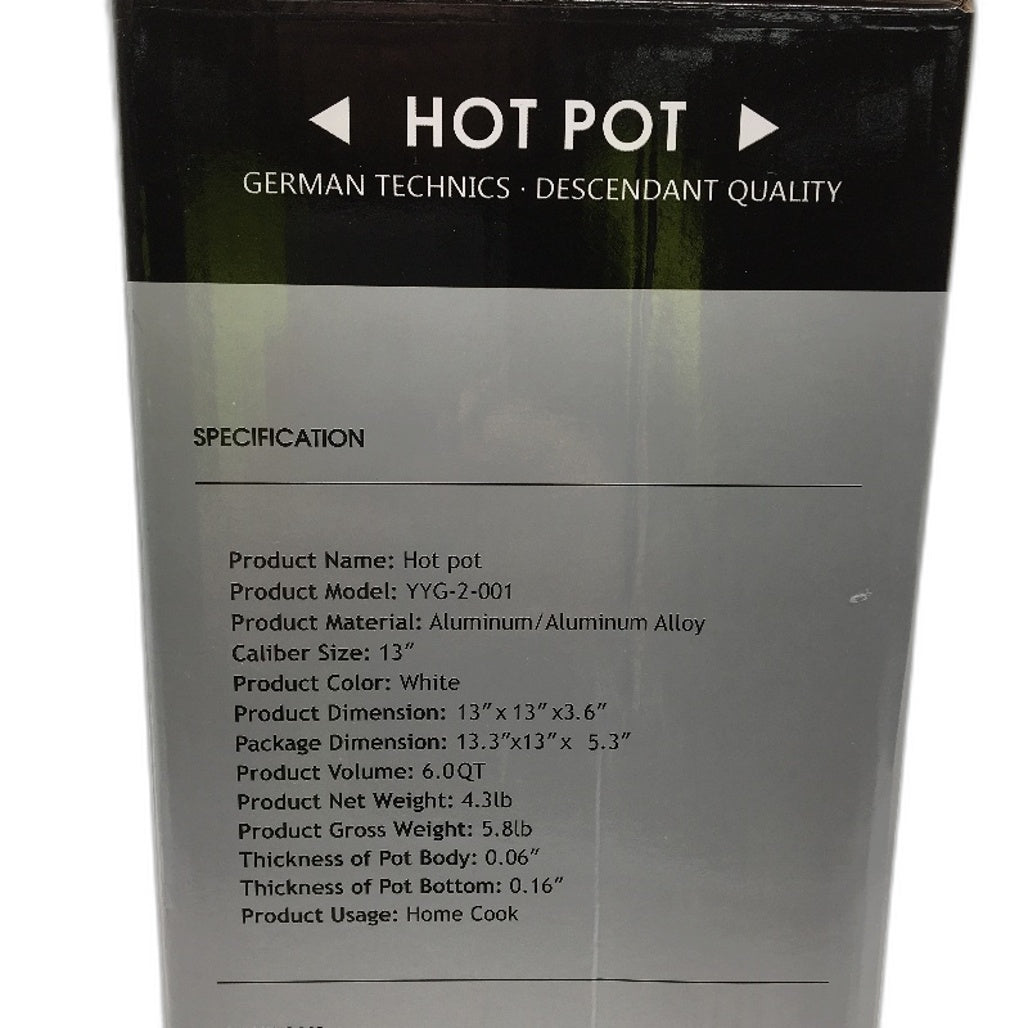 HOT POT
GERMAN TECHNICS · DESCENDANT QUALITY
SPECIFICATION
Product Name: Hot pot
Product Model: YYG-2-001
Product Material: Aluminum/Aluminum Alloy
Caliber Size: 13″
Product Color: White
Product Dimension: 13″x 13″x3.6″
Package Dimension: 13.3″x13″x 5.3″
Product Volume: 6.0QT
Product Net Weight: 4.3lb
Product Gross Weight: 5.8lb
Thickness of Pot Body: 0.06″
Thickness of Pot Bottom: 0.16″
Product Usage: Home Cook